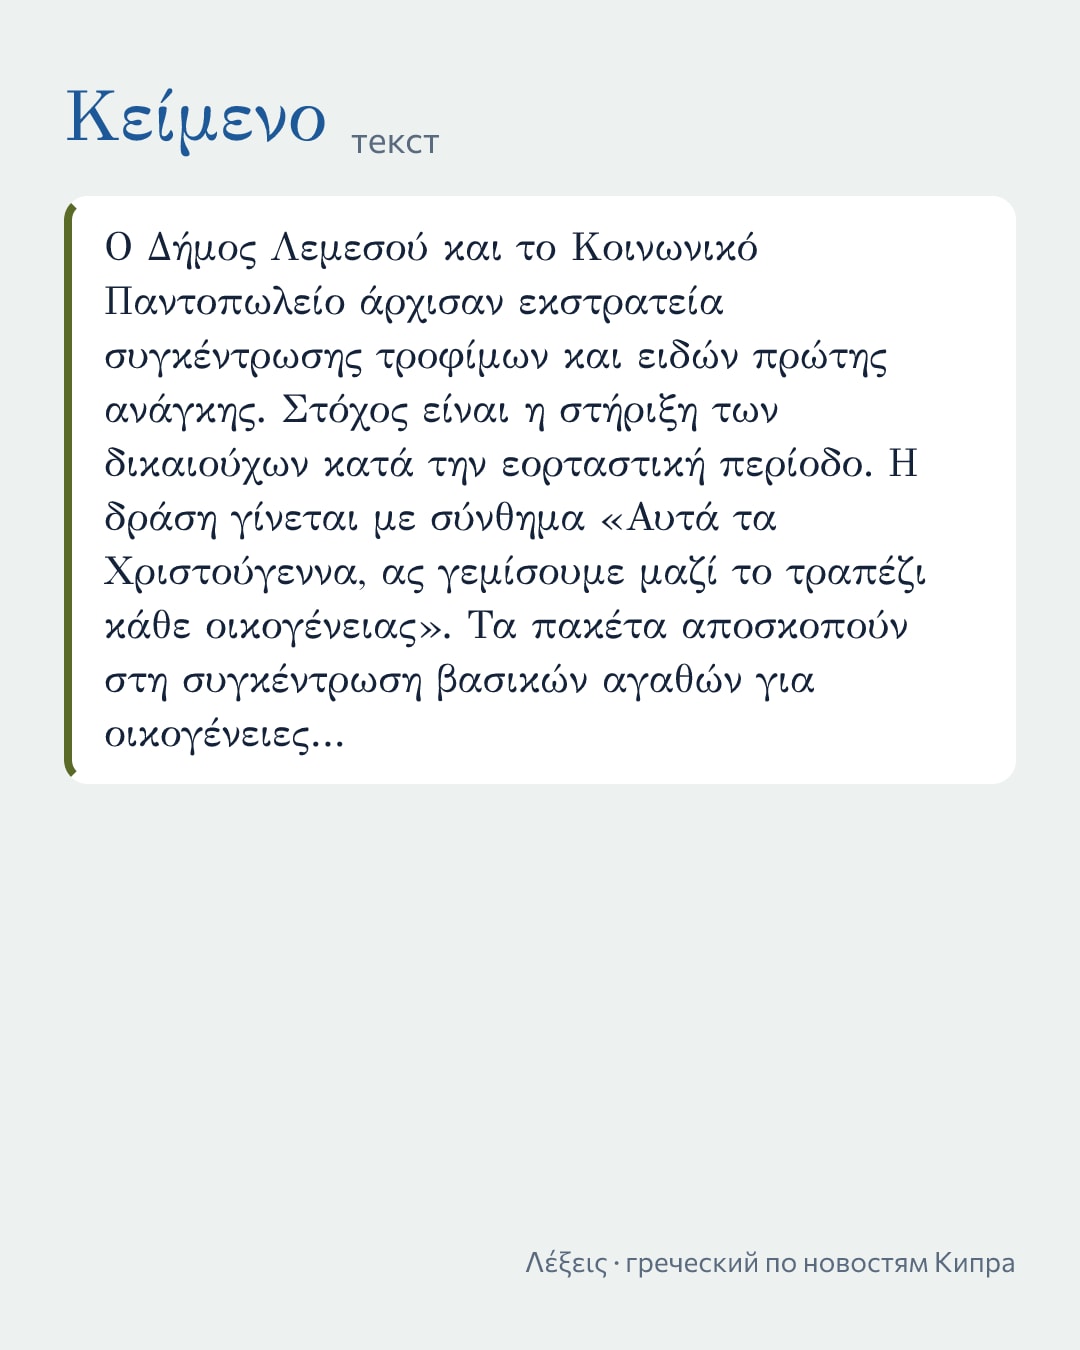 Κείμενο текст
Ο Δήμος Λεμεσού και το Κοινωνικό
Παντοπωλείο άρχισαν εκστρατεία
συγκέντρωσης τροφίμων και ειδών πρώτης
ανάγκης. Στόχος είναι η στήριξη των
δικαιούχων κατά την εορταστική περίοδο. Η
δράση γίνεται με σύνθημα «Αυτά τα
Χριστούγεννα, ας γεμίσουμε μαζί το τραπέζι
κάθε οικογένειας». Τα πακέτα αποσκοπούν
στη συγκέντρωση βασικών αγαθών για
οικογένειες...
Λέξεις · греческий по новостям Кипра